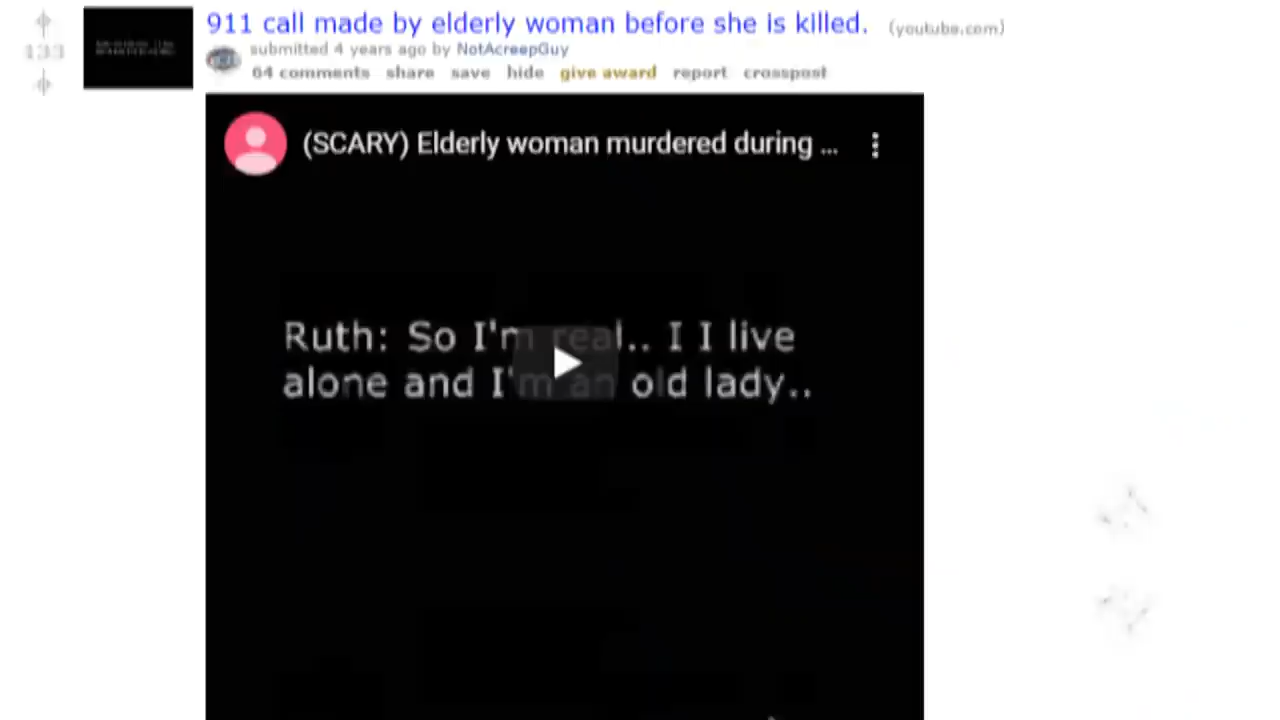 911 call made by elderly woman before she is killed. (youtube.com)
133
submitted 4 years ago by NotAcreepGuy
64 comments share save hide give award report crosspost
(SCARY) Elderly woman murdered during ...
Ruth: So I'm real.. I I live
alone and I'm an old lady..